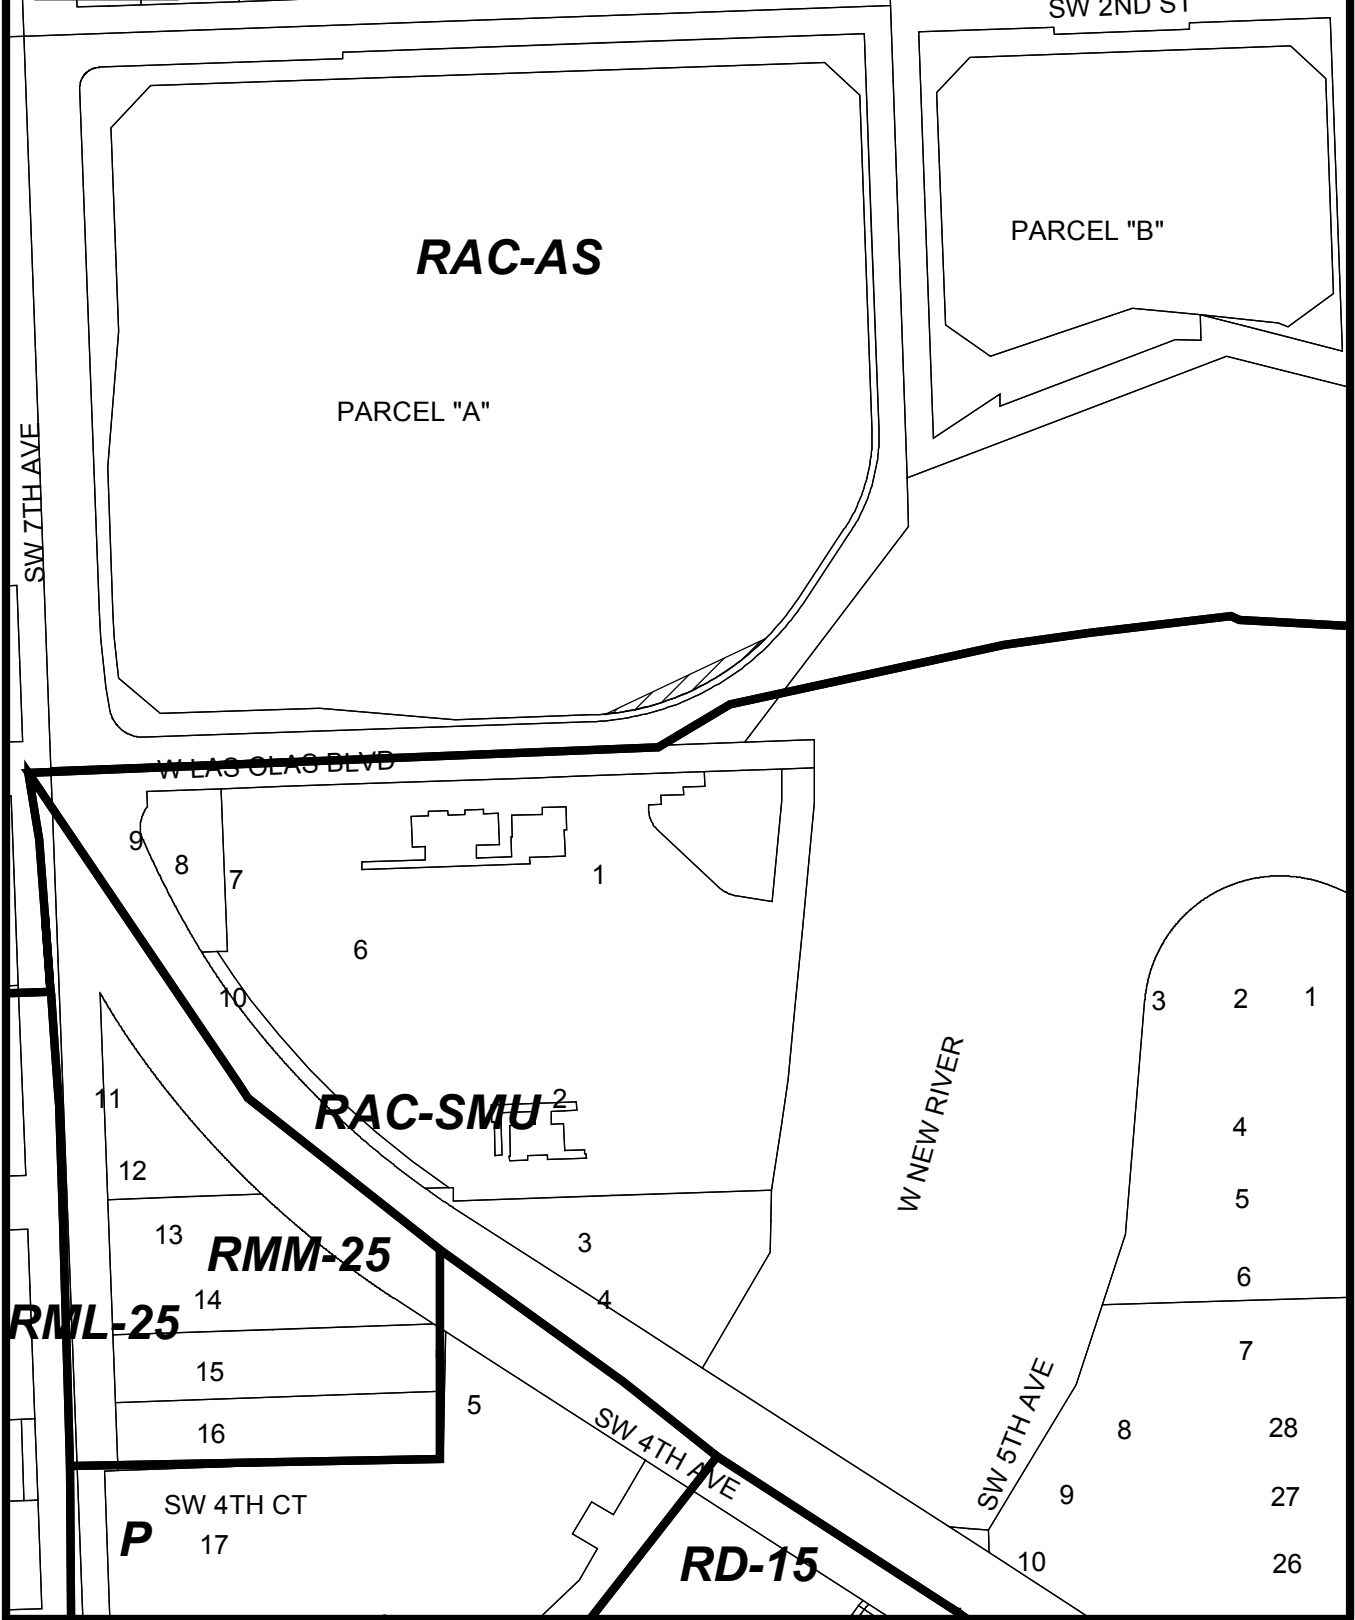 SW 2ND ST
PARCEL "B"
RAC-AS
PARCEL "A"
SW 7TH AVE
W LAS OLAS BLVD
9
8
7
1
6
10
3
2
1
W NEW RIVER
11
RAC-SMU
2
4
12
5
13
RMM-25
3
6
14
4
RML-25
7
15
5
SW 4TH AVE
SW 5TH AVE
16
8
28
SW 4TH CT
9
27
P
17
RD-15
10
26